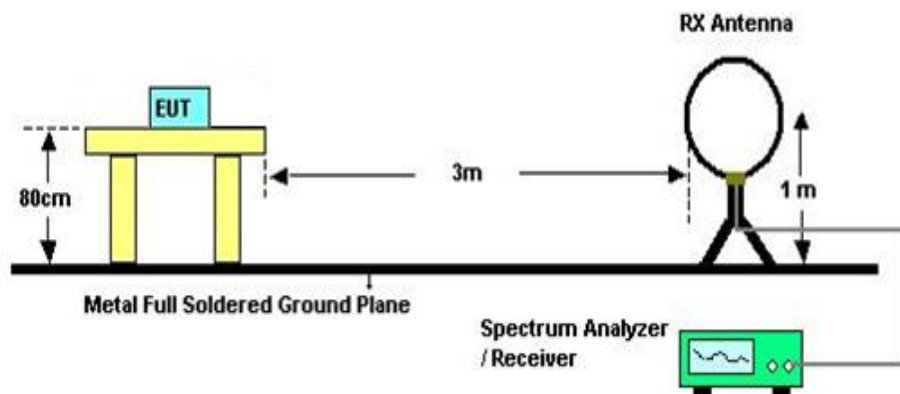 RX Antenna
EUT
80cm
3m
1 m
Metal Full Soldered Ground Plane
Spectrum Analyzer
/ Receiver